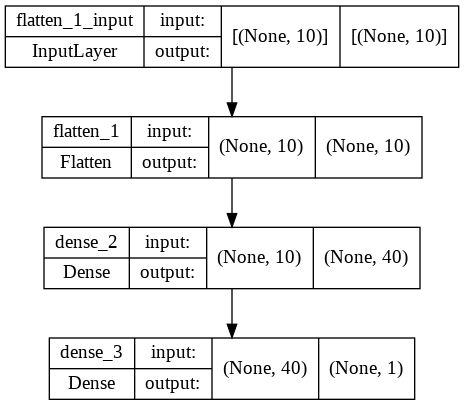 flatten_1_input input: [(None, 10)] [(None, 10)]
InputLayer output:
flatten_1 input: (None, 10) (None, 10)
Flatten output:
dense_2 input: (None, 10) (None, 40)
Dense output:
dense_3 input: (None, 40) (None, 1)
Dense output: